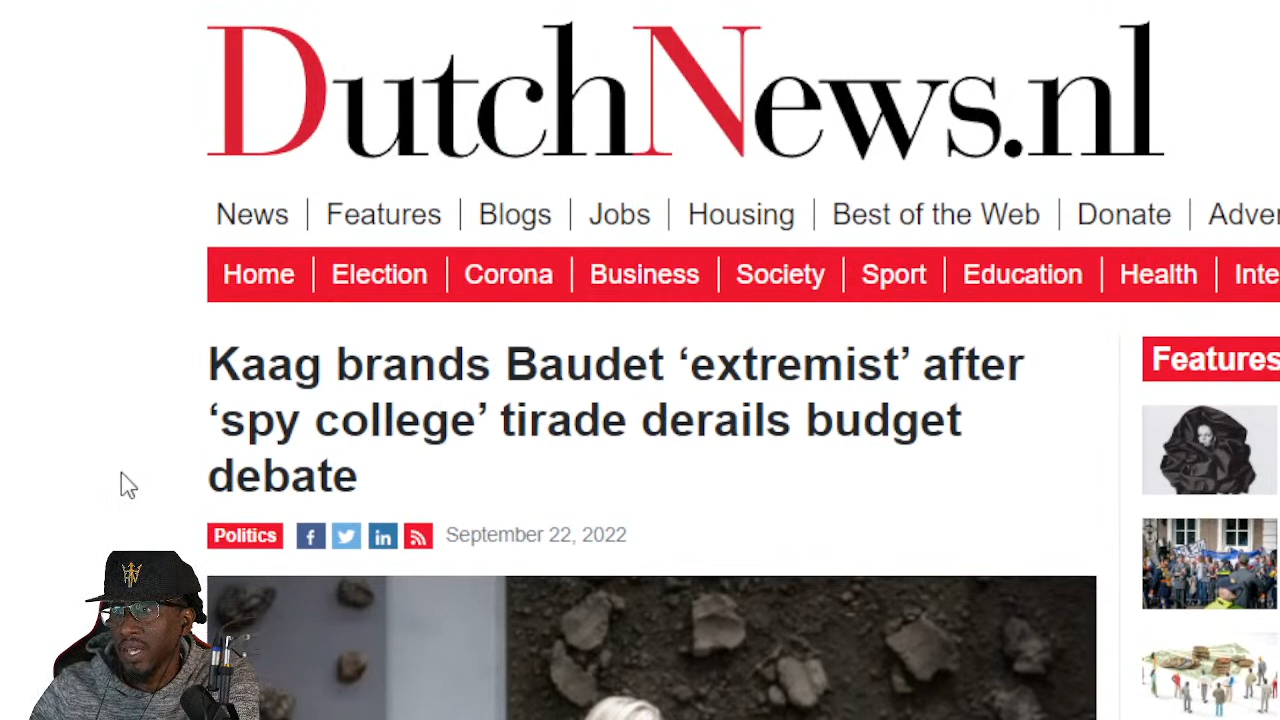 DutchNews.nl
News Features Blogs Jobs Housing Best of the Web Donate
Home Election Corona Business Society Sport Education Health
Kaag brands Baudet ‘extremist’ after
‘spy college’ tirade derails budget
debate
Politics f in September 22, 2022
Features